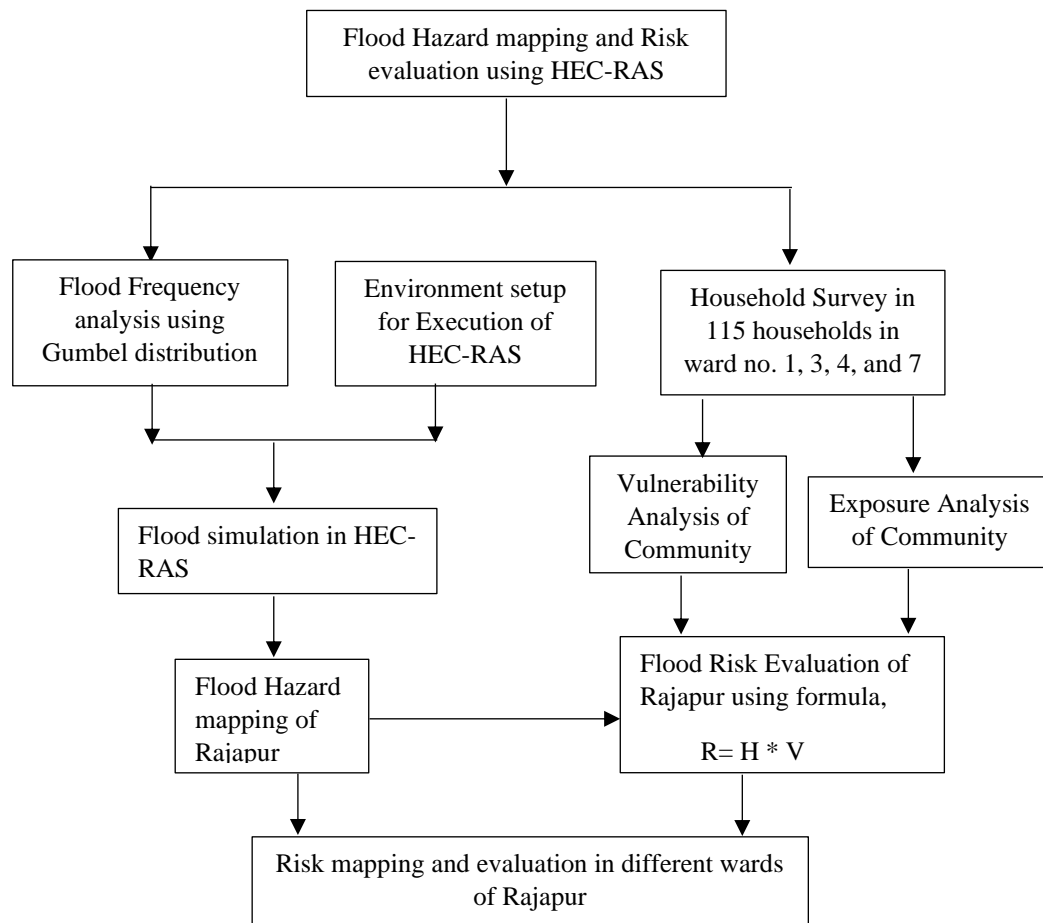 Flood Hazard mapping and Risk
evaluation using HEC-RAS
Flood Frequency
analysis using
Gumbel distribution
Environment setup
for Execution of
HEC-RAS
Household Survey in
115 households in
ward no. 1, 3, 4, and 7
Vulnerability
Analysis of
Community
Exposure Analysis
of Community
Flood simulation in HEC-
RAS
Flood Hazard
mapping of
Rajapur
Flood Risk Evaluation of
Rajapur using formula,
R= H * V
Risk mapping and evaluation in different wards
of Rajapur